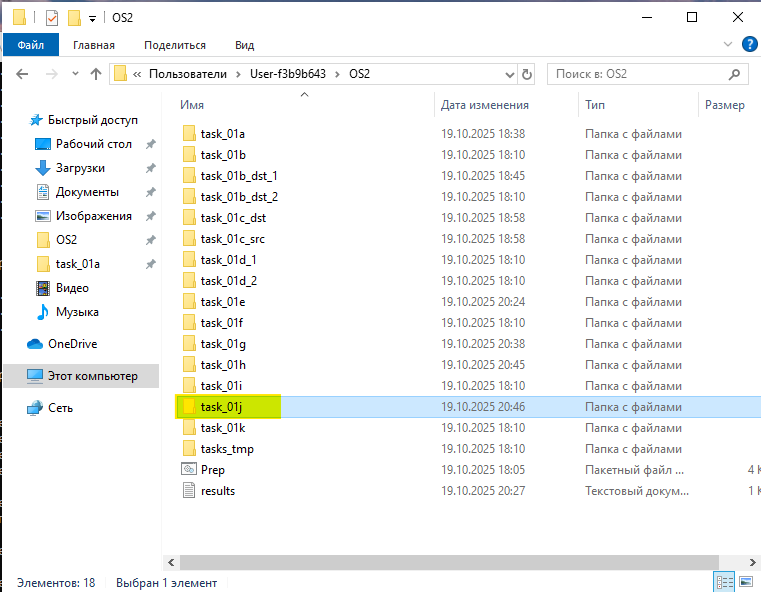 OS2
Файл Главная Поделиться Вид
« Пользователи > User-f3b9b643 > OS2 Поиск в: OS2
Имя Дата изменения Тип Размер
Быстрый доступ
Рабочий стол
Загрузки
Документы
Изображения
OS2
task_01a
Видео
Музыка
OneDrive
Этот компьютер
Сеть
task_01a 19.10.2025 18:38 Папка с файлами
task_01b 19.10.2025 18:10 Папка с файлами
task_01b_dst_1 19.10.2025 18:45 Папка с файлами
task_01b_dst_2 19.10.2025 18:10 Папка с файлами
task_01c_dst 19.10.2025 18:58 Папка с файлами
task_01c_src 19.10.2025 18:58 Папка с файлами
task_01d_1 19.10.2025 18:10 Папка с файлами
task_01d_2 19.10.2025 18:10 Папка с файлами
task_01e 19.10.2025 20:24 Папка с файлами
task_01f 19.10.2025 18:10 Папка с файлами
task_01g 19.10.2025 20:38 Папка с файлами
task_01h 19.10.2025 20:45 Папка с файлами
task_01i 19.10.2025 18:10 Папка с файлами
task_01j 19.10.2025 20:46 Папка с файлами
task_01k 19.10.2025 18:10 Папка с файлами
tasks_tmp 19.10.2025 18:10 Папка с файлами
Prep 19.10.2025 18:05 Пакетный файл ... 4 К
results 19.10.2025 20:27 Текстовый докум... 1 К
Элементов: 18 Выбран 1 элемент